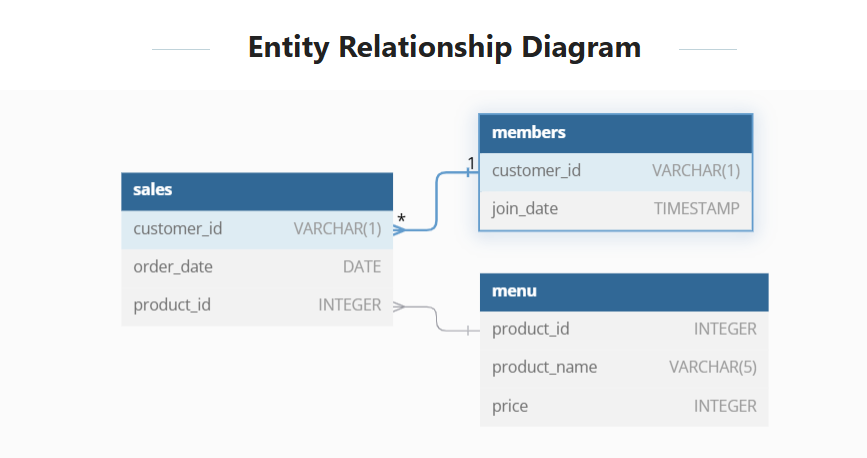 Entity Relationship Diagram
members
customer_id VARCHAR(1)
join_date TIMESTAMP
1
sales
customer_id VARCHAR(1)
order_date DATE
product_id INTEGER
*
menu
product_id INTEGER
product_name VARCHAR(5)
price INTEGER